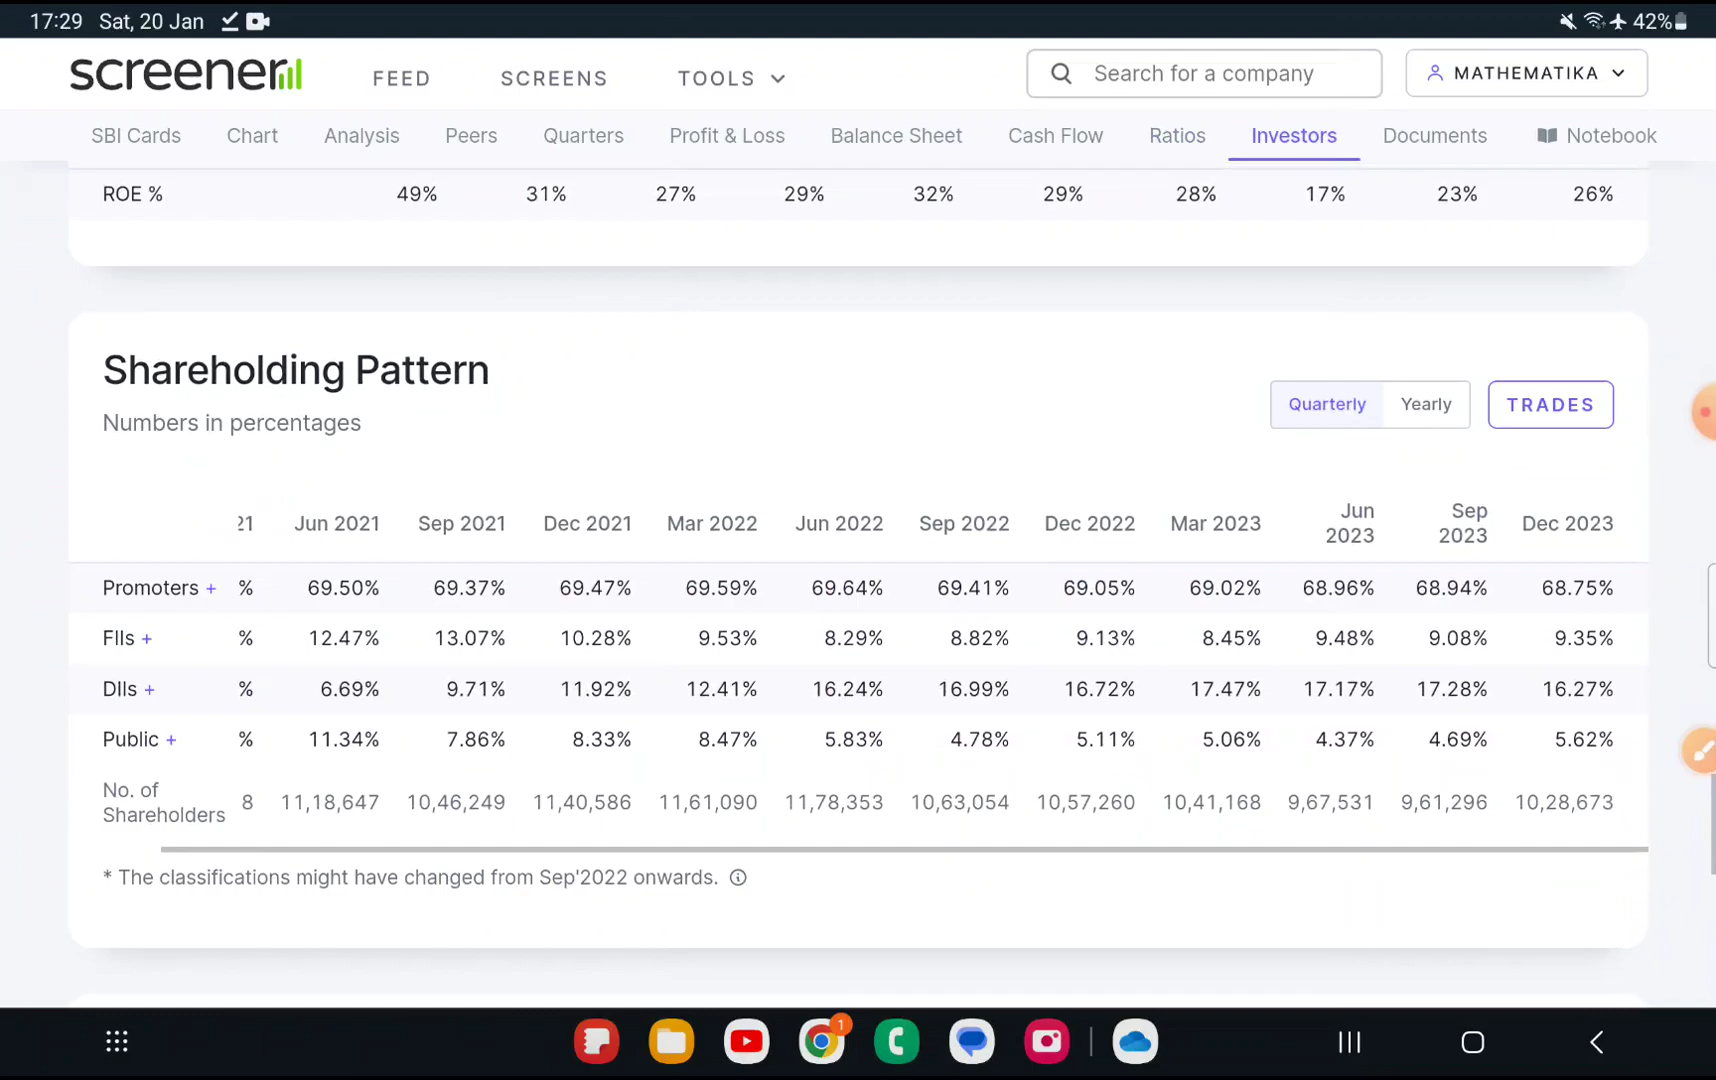 17:29 Sat, 20 Jan 42%
screener FEED SCREENS TOOLS Search for a company MATHEMATIKA
SBI Cards Chart Analysis Peers Quarters Profit & Loss Balance Sheet Cash Flow Ratios Investors Documents Notebook
ROE % 49% 31% 27% 29% 32% 29% 28% 17% 23% 26%
Shareholding Pattern
Numbers in percentages
Quarterly Yearly TRADES
21 Jun 2021 Sep 2021 Dec 2021 Mar 2022 Jun 2022 Sep 2022 Dec 2022 Mar 2023 Jun 2023 Sep 2023 Dec 2023
Promoters + % 69.50% 69.37% 69.47% 69.59% 69.64% 69.41% 69.05% 69.02% 68.96% 68.94% 68.75%
FIIs + % 12.47% 13.07% 10.28% 9.53% 8.29% 8.82% 9.13% 8.45% 9.48% 9.08% 9.35%
DIIs + % 6.69% 9.71% 11.92% 12.41% 16.24% 16.99% 16.72% 17.47% 17.17% 17.28% 16.27%
Public + % 11.34% 7.86% 8.33% 8.47% 5.83% 4.78% 5.11% 5.06% 4.37% 4.69% 5.62%
No. of
Shareholders 8 11,18,647 10,46,249 11,40,586 11,61,090 11,78,353 10,63,054 10,57,260 10,41,168 9,67,531 9,61,296 10,28,673
* The classifications might have changed from Sep'2022 onwards.
1